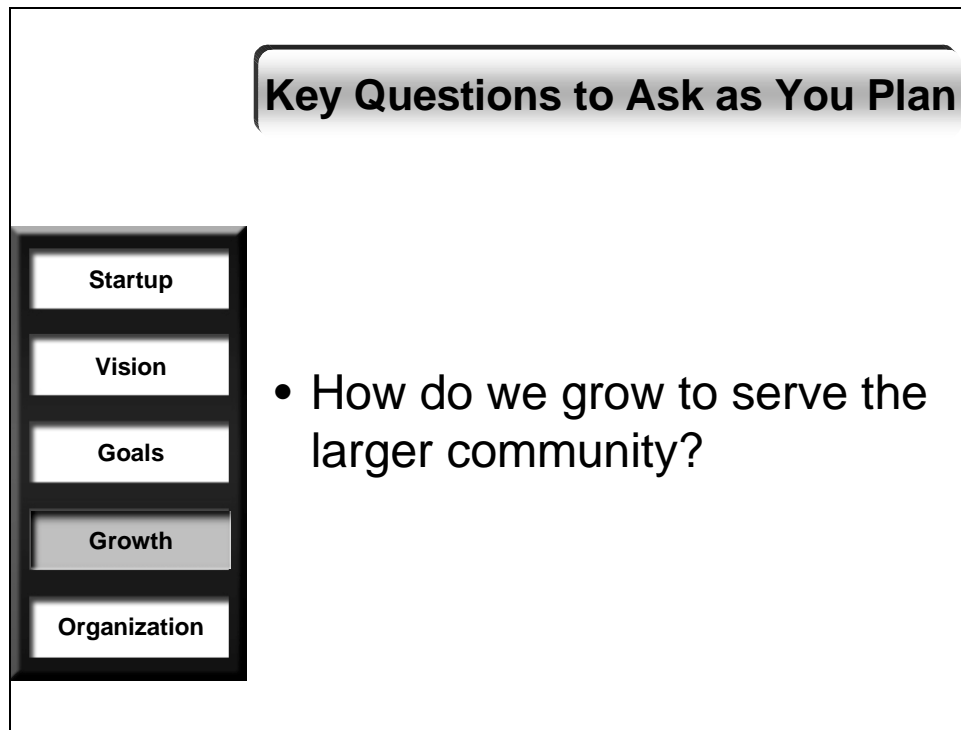 Key Questions to Ask as You Plan
Startup
Vision
Goals
Growth
Organization
• How do we grow to serve the
larger community?